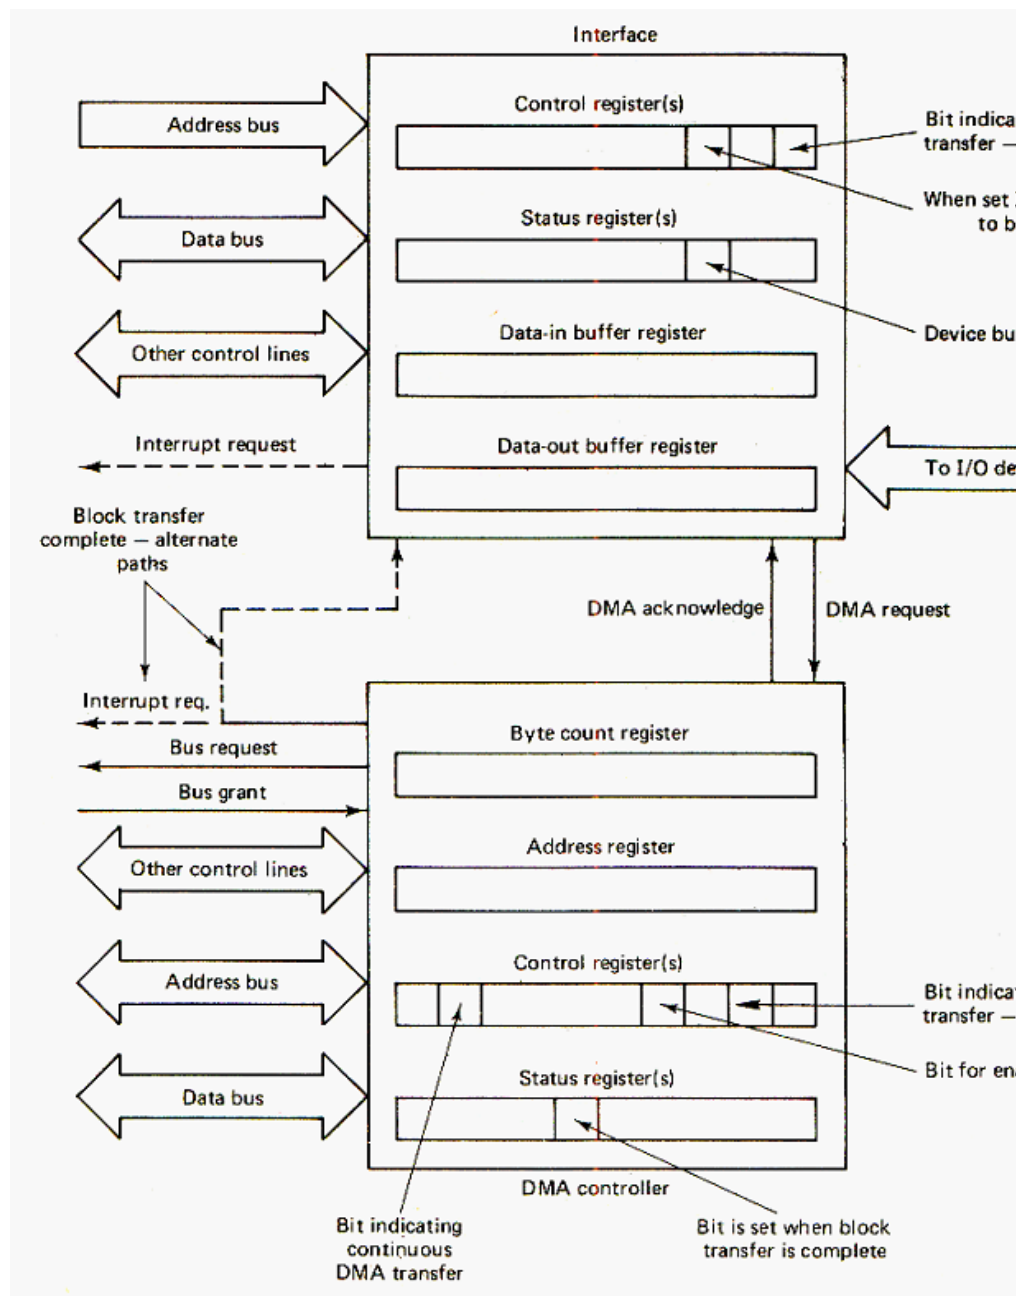 Interface
Control register(s)
Address bus
Bit indica
transfer —
When set
to b
Status register(s)
Data bus
Data-in buffer register
Device bu
Other control lines
Interrupt request
Data-out buffer register
To I/O de
Block transfer
complete — alternate
paths
DMA acknowledge
DMA request
Interrupt req.
Byte count register
Bus request
Bus grant
Address register
Other control lines
Control register(s)
Address bus
Bit indicat
transfer —
Bit for ena
Status register(s)
Data bus
DMA controller
Bit indicating
continuous
DMA transfer
Bit is set when block
transfer is complete